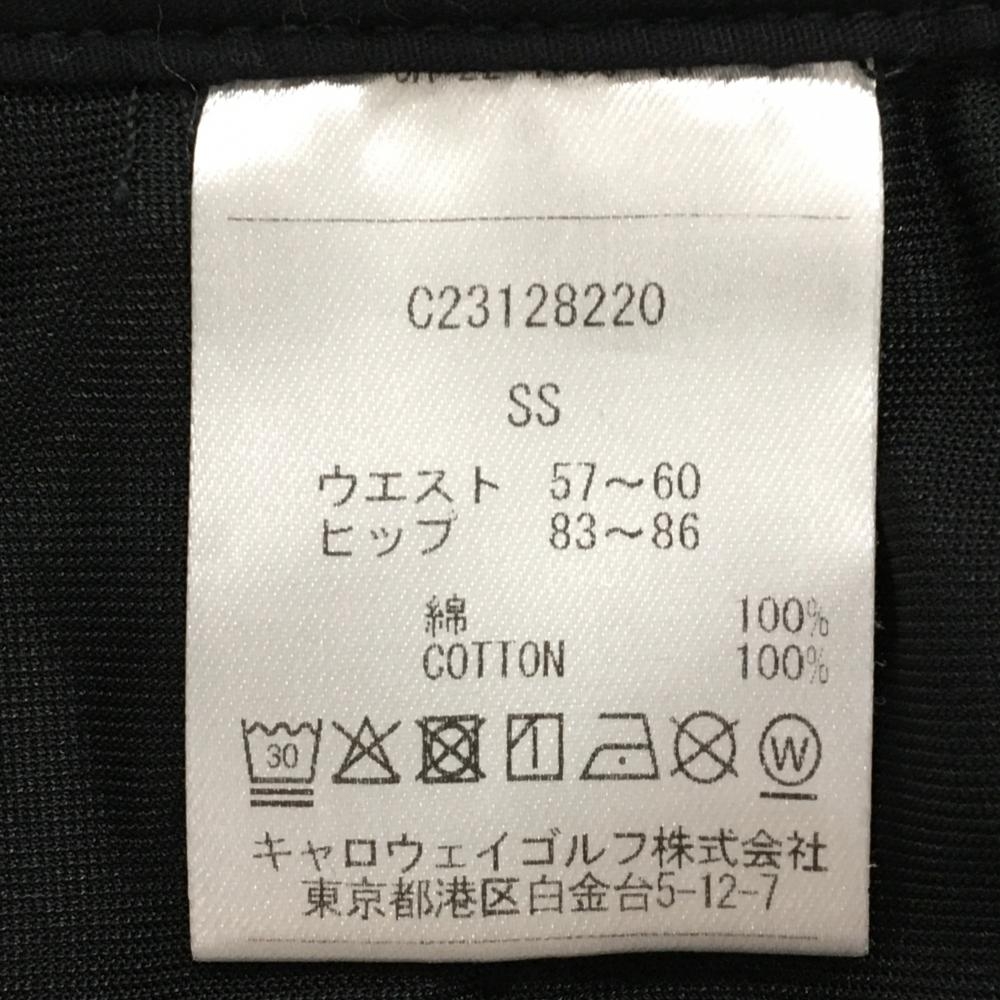 C23128220
SS
ウエスト 57～60
ヒップ 83～86
綿 100%
COTTON 100%
30 W
キャロウェイゴルフ株式会社
東京都港区白金台5-12-7